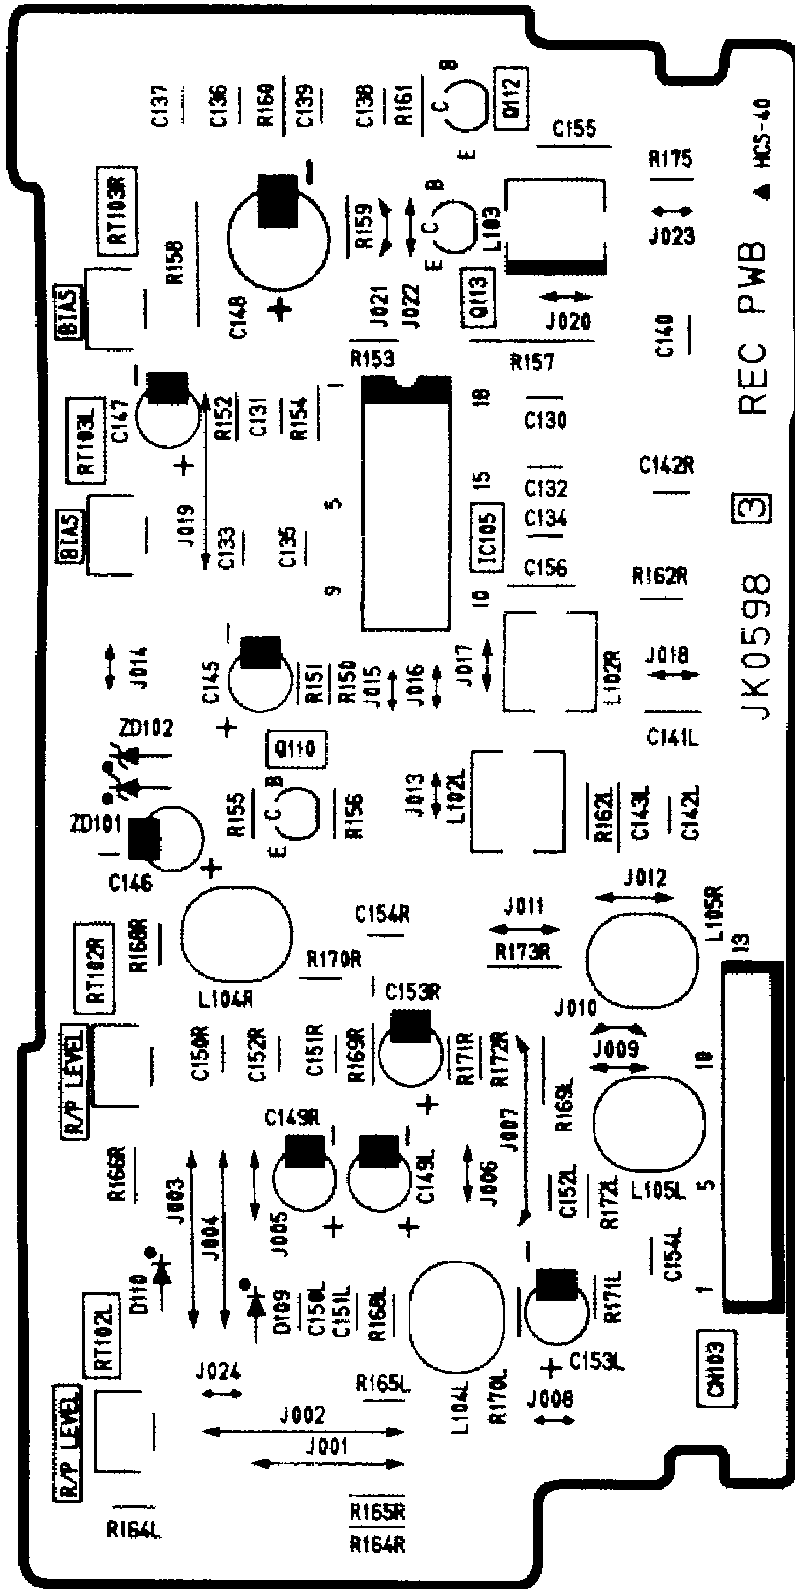 C137
C136
R160
C139
C138
R161
B
C
E
Q112
C155
R175
▲ HCS-40
RT103R
R158
C148
+
R159
J021
J022
B
C
E
L103
Q113
J020
J023
BIAS
R153
R157
C140
REC PWB
RT103L
C147
+
R152
C131
R154
1
18
C130
C142R
BIAS
J019
C133
C135
5
9
15
IC105
10
C132
C134
C156
3
R162R
J014
C145
+
R151
R150
J015
J016
J017
L102R
J018
C141L
JK0598
ZD102
ZD101
C146
+
Q110
R155
B
C
E
R156
J013
L102L
R162L
C143L
C142L
RT102R
R168R
L104R
C154R
R170R
J011
R173R
J012
L105R
13
R/P LEVEL
C150R
C152R
C151R
R169R
C153R
+
R171R
R172R
J010
J009
10
R166R
J003
J004
J005
C149R
+
C149L
+
J006
J007
R169L
C152L
R172L
L105L
5
C154L
1
D110
D109
C150L
C151L
R168L
L104L
R170L
C153L
+
R171L
RT102L
J024
R165L
J008
CN103
R/P LEVEL
J002
J001
R164L
R165R
R164R